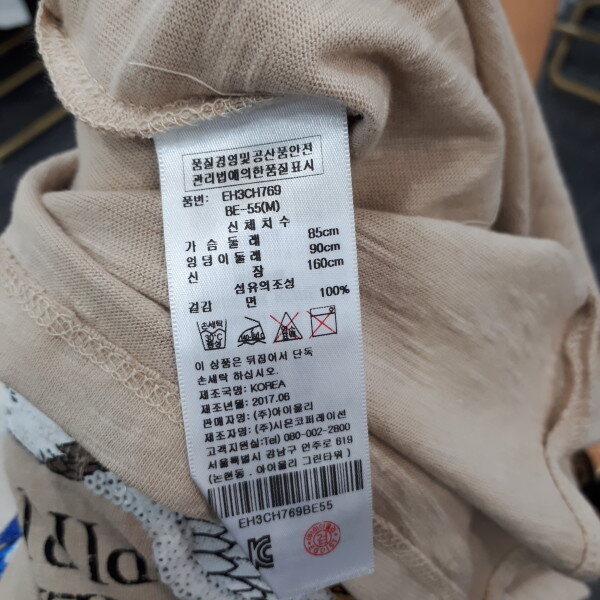 품질경영및공산품안전
관리법에의한품질표시
품번: EH3CH769
BE-55(M)
신체치수
가슴둘레 85cm
엉덩이둘레 90cm
신장 160cm
섬유의조성
겉감 면 100%
손세탁
이 상품은 뒤집어서 단독
손세탁 하십시오.
제조국명: KOREA
제조년월: 2017.06
판매자명: (주)아이올리
제조자명: (주)시은코퍼레이션
고객지원실:Tel) 080-002-2800
서울특별시 강남구 언주로 619
(논현동. 아이올리 그린타워)
EH3CH769BE55